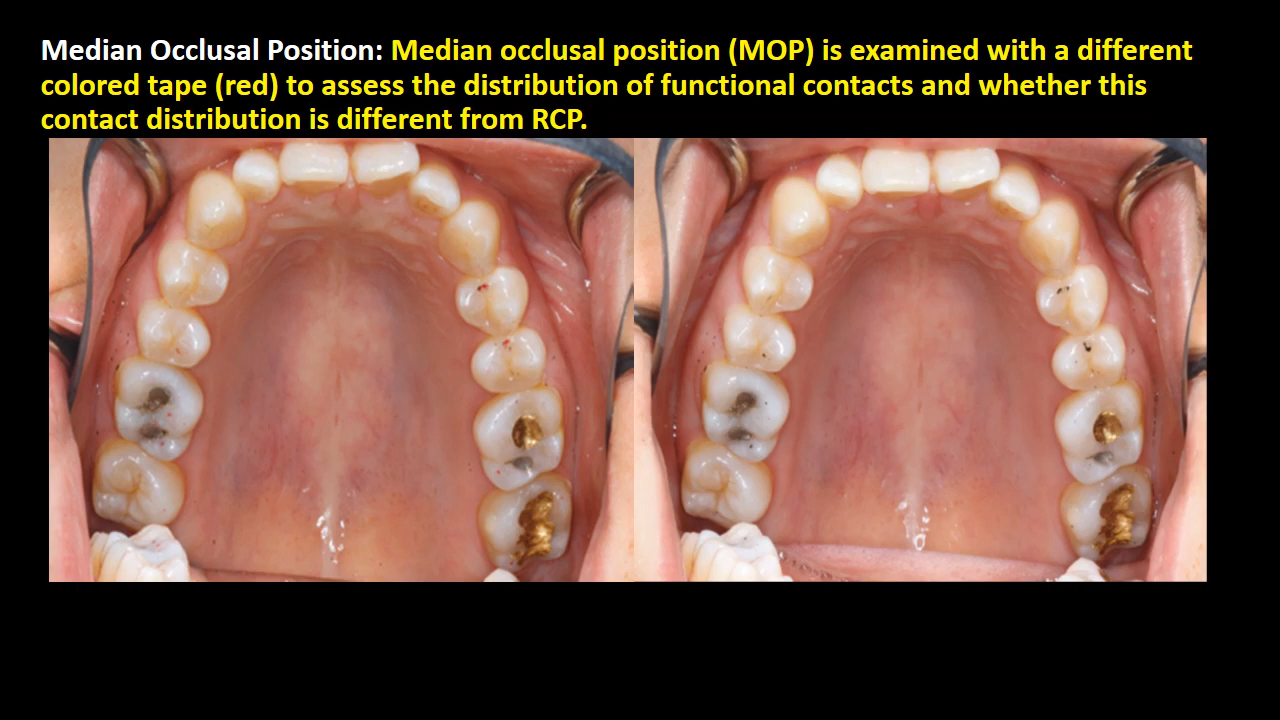 Median Occlusal Position: Median occlusal position (MOP) is examined with a different
colored tape (red) to assess the distribution of functional contacts and whether this
contact distribution is different from RCP.